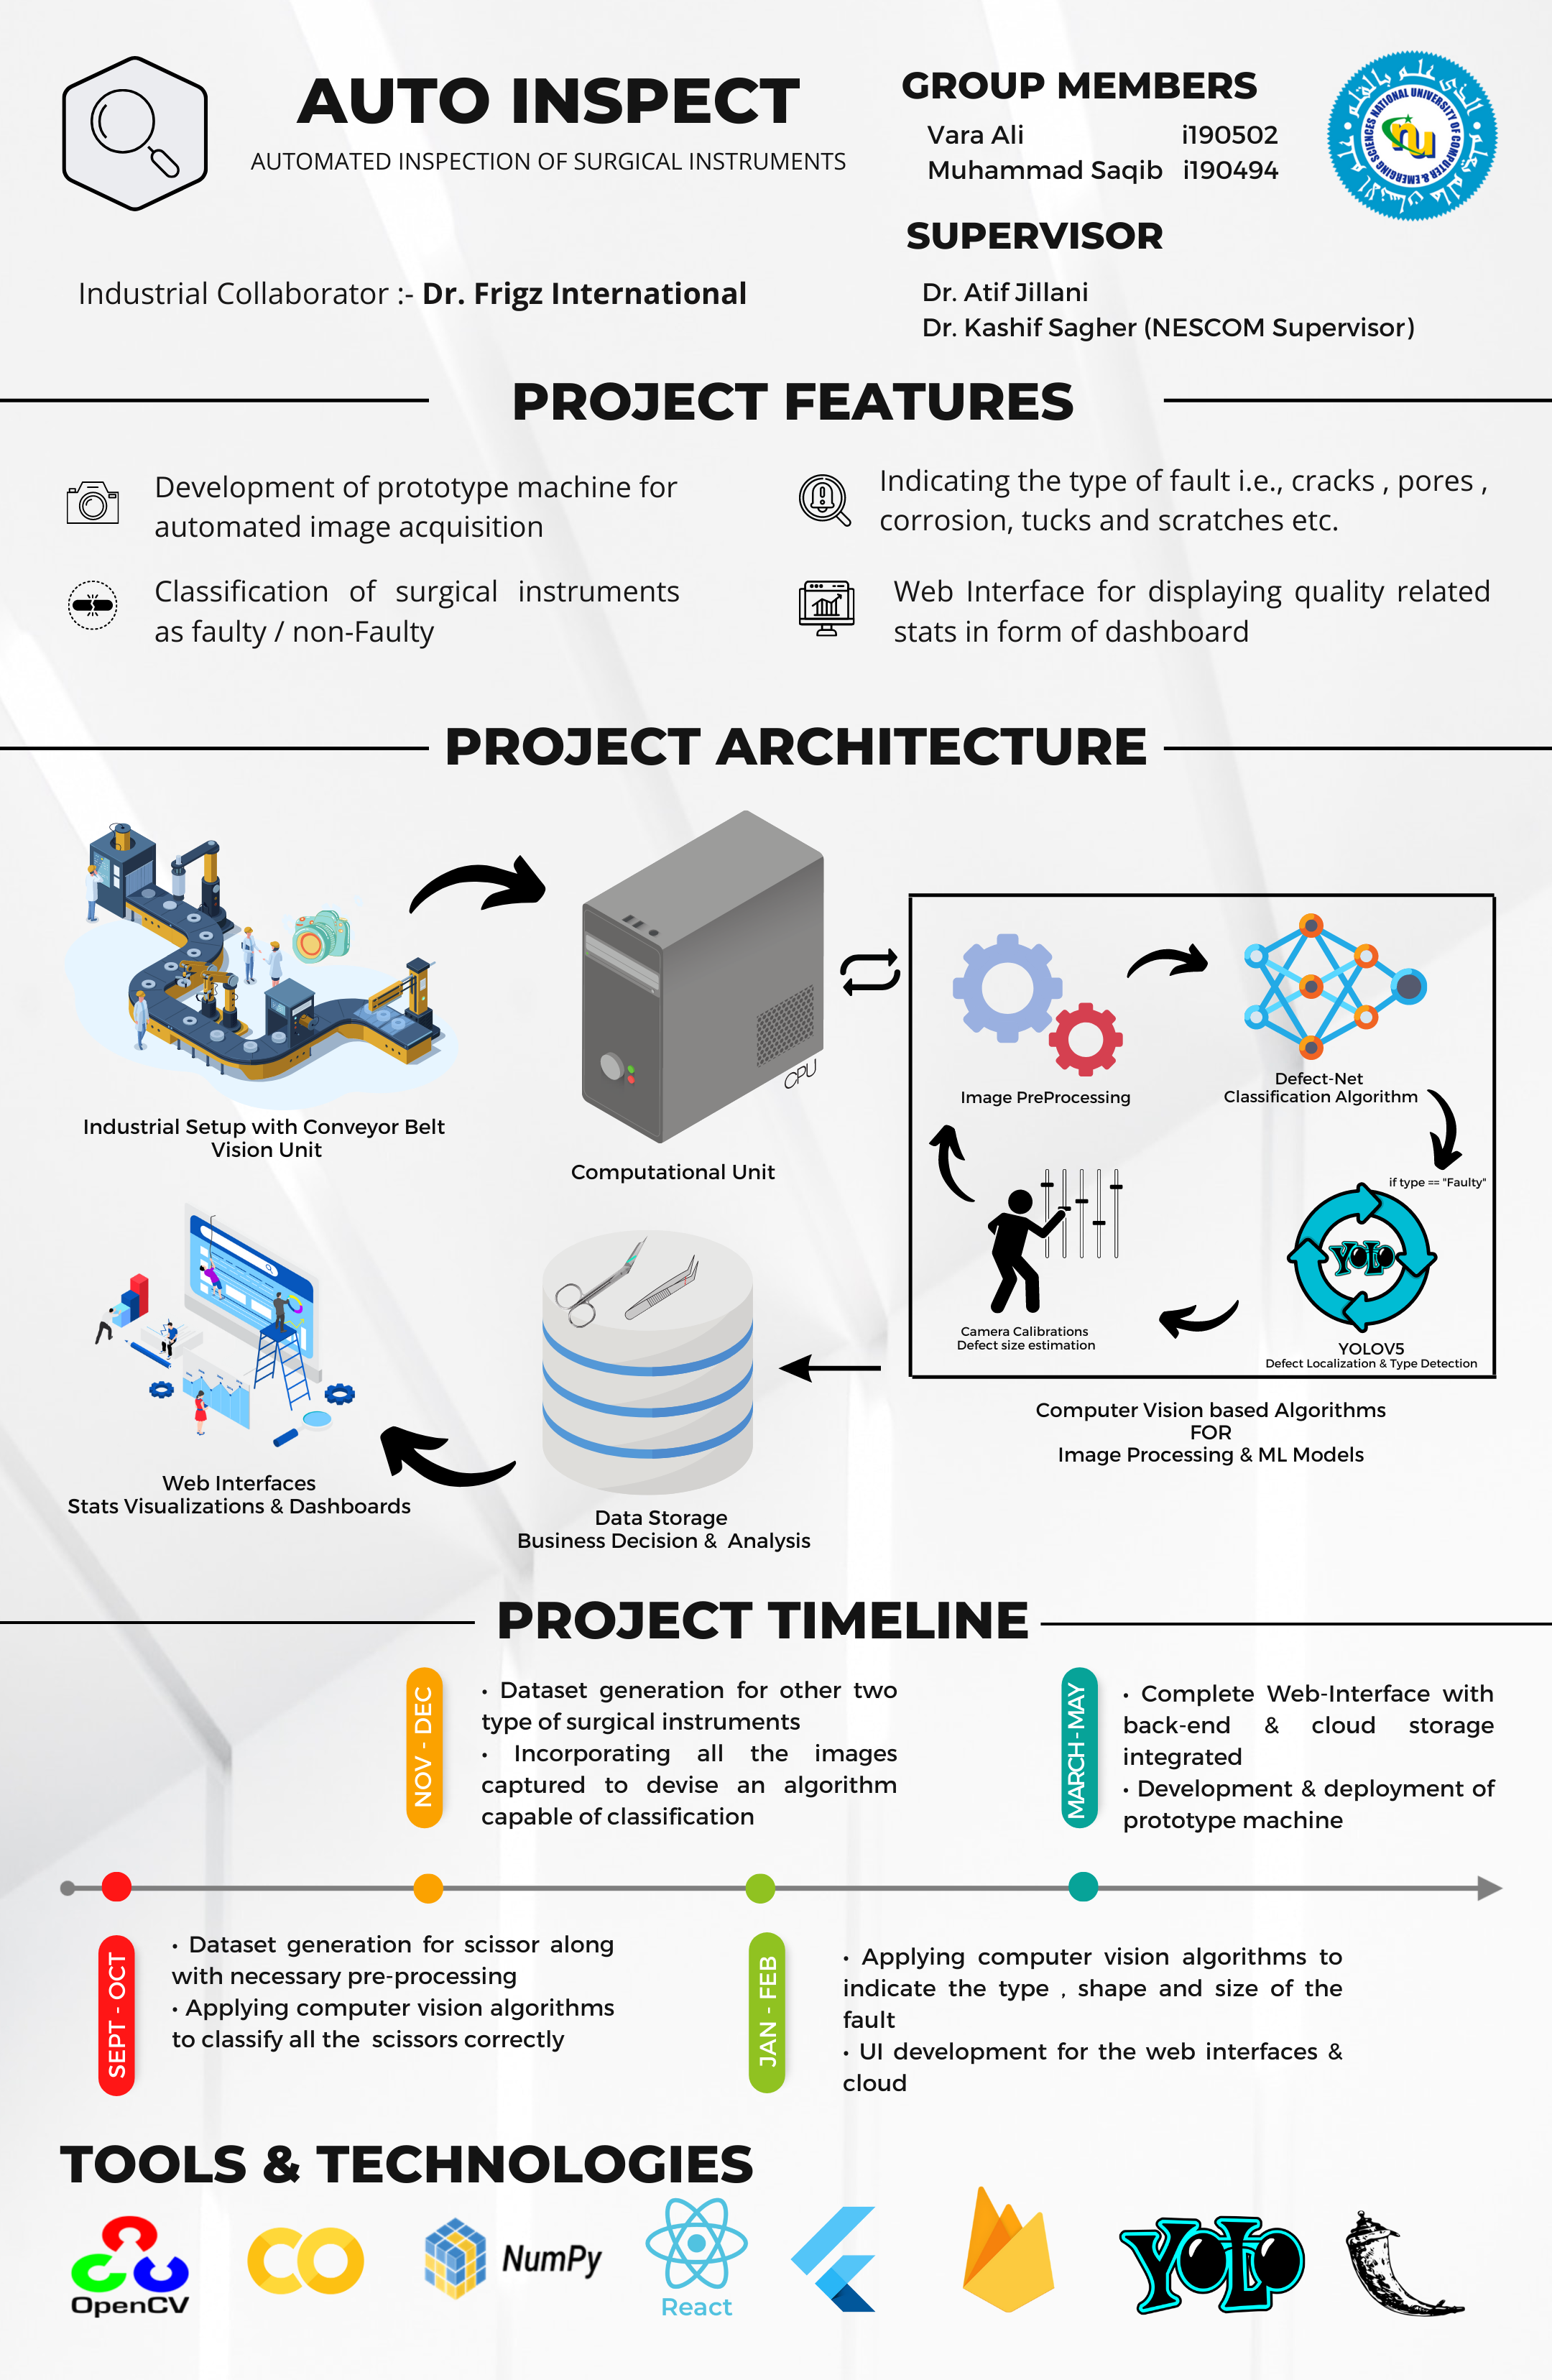 AUTO INSPECT
AUTOMATED INSPECTION OF SURGICAL INSTRUMENTS
Industrial Collaborator :- Dr. Frigz International
GROUP MEMBERS
Vara Ali i190502
Muhammad Saqib i190494
NATIONAL UNIVERSITY OF COMPUTER & EMERGING SCIENCES
nu
SUPERVISOR
Dr. Atif Jillani
Dr. Kashif Sagher (NESCOM Supervisor)
PROJECT FEATURES
Development of prototype machine for
automated image acquisition
Indicating the type of fault i.e., cracks , pores ,
corrosion, tucks and scratches etc.
Classification of surgical instruments
as faulty / non-Faulty
Web Interface for displaying quality related
stats in form of dashboard
PROJECT ARCHITECTURE
Industrial Setup with Conveyor Belt
Vision Unit
CPU
Computational Unit
Image PreProcessing
Defect-Net
Classification Algorithm
if type == "Faulty"
YOLO
YOLOV5
Defect Localization & Type Detection
Camera Calibrations
Defect size estimation
Computer Vision based Algorithms
FOR
Image Processing & ML Models
Data Storage
Business Decision & Analysis
Web Interfaces
Stats Visualizations & Dashboards
PROJECT TIMELINE
NOV - DEC
• Dataset generation for other two
type of surgical instruments
• Incorporating all the images
captured to devise an algorithm
capable of classification
MARCH - MAY
• Complete Web-Interface with
back-end & cloud storage
integrated
• Development & deployment of
prototype machine
SEPT - OCT
• Dataset generation for scissor along
with necessary pre-processing
• Applying computer vision algorithms
to classify all the scissors correctly
JAN - FEB
• Applying computer vision algorithms to
indicate the type , shape and size of the
fault
• UI development for the web interfaces &
cloud
TOOLS & TECHNOLOGIES
OpenCV
CO
NumPy
React
YOLO